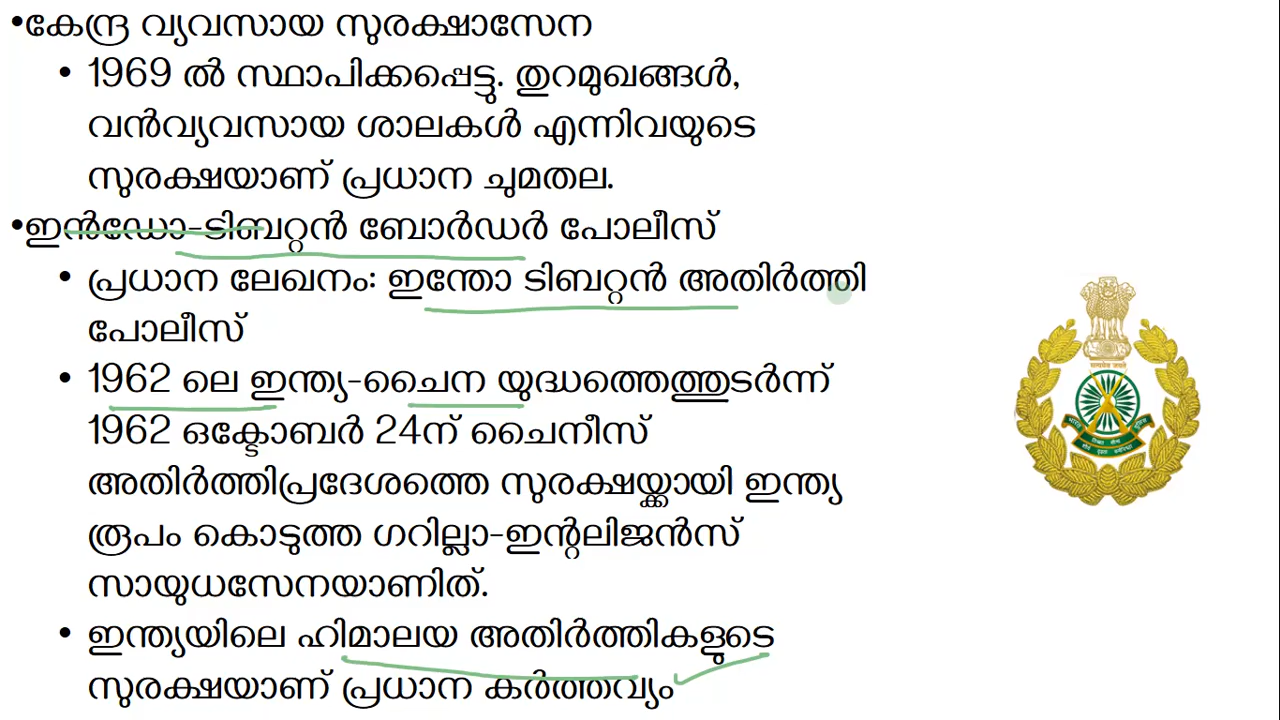 •കേന്ദ്ര വ്യവസായ സുരക്ഷാസേന
• 1969 ൽ സ്ഥാപിക്കപ്പെട്ടു. തുറമുഖങ്ങൾ,
വൻവ്യവസായ ശാലകൾ എന്നിവയുടെ
സുരക്ഷയാണ് പ്രധാന ചുമതല.
•ഇൻഡോ-ടിബറ്റൻ ബോർഡർ പോലീസ്
• പ്രധാന ലേഖനം: ഇന്തോ ടിബറ്റൻ അതിർത്തി
പോലീസ്
• 1962 ലെ ഇന്ത്യ-ചൈന യുദ്ധത്തെത്തുടർന്ന്
1962 ഒക്ടോബർ 24ന് ചൈനീസ്
അതിർത്തിപ്രദേശത്തെ സുരക്ഷയ്ക്കായി ഇന്ത്യ
രൂപം കൊടുത്ത ഗറില്ലാ-ഇന്റലിജൻസ്
സായുധസേനയാണിത്.
• ഇന്ത്യയിലെ ഹിമാലയ അതിർത്തികളുടെ
സുരക്ഷയാണ് പ്രധാന കർത്തവ്യം